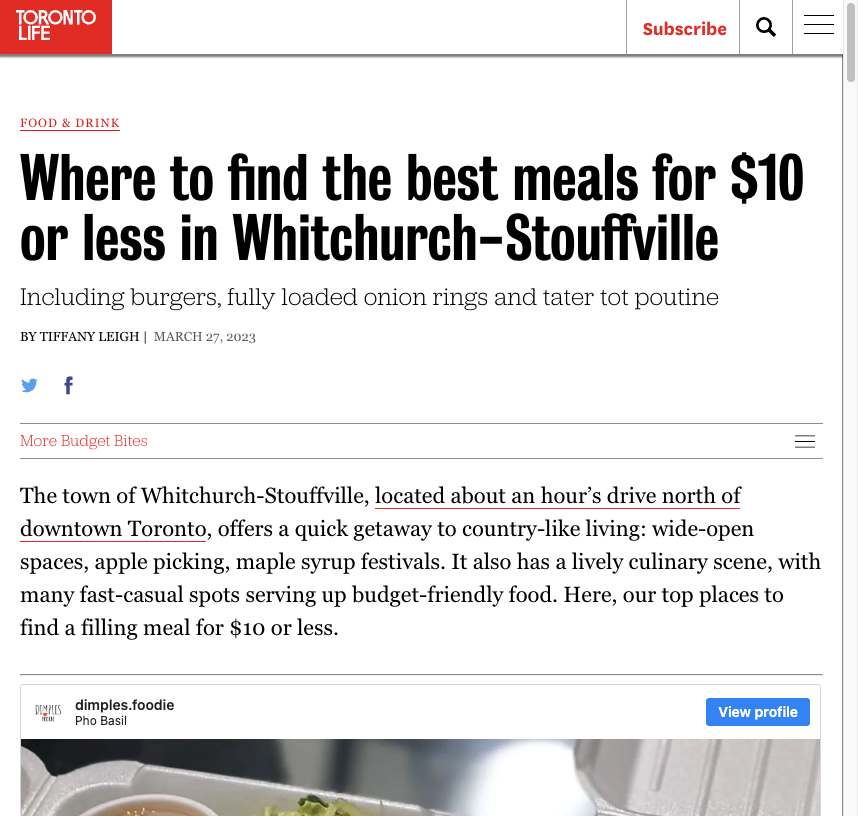 TORONTO
LIFE
Subscribe
FOOD & DRINK
Where to find the best meals for $10
or less in Whitchurch–Stouffville
Including burgers, fully loaded onion rings and tater tot poutine
BY TIFFANY LEIGH | MARCH 27, 2023
More Budget Bites
The town of Whitchurch-Stouffville, located about an hour’s drive north of
downtown Toronto, offers a quick getaway to country-like living: wide-open
spaces, apple picking, maple syrup festivals. It also has a lively culinary scene, with
many fast-casual spots serving up budget-friendly food. Here, our top places to
find a filling meal for $10 or less.
DIMPLES
FOODIE
dimples.foodie
Pho Basil
View profile